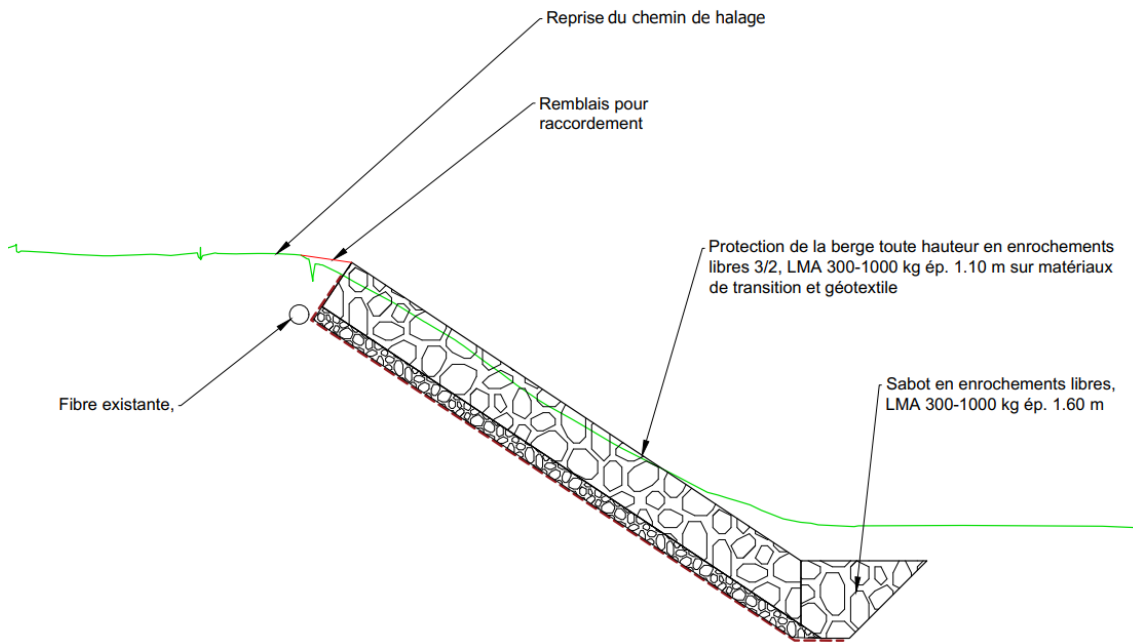 Reprise du chemin de halage
Remblais pour
raccordement
Protection de la berge toute hauteur en enrochements
libres 3/2, LMA 300-1000 kg ép. 1.10 m sur matériaux
de transition et géotextile
Sabot en enrochements libres,
LMA 300-1000 kg ép. 1.60 m
Fibre existante,